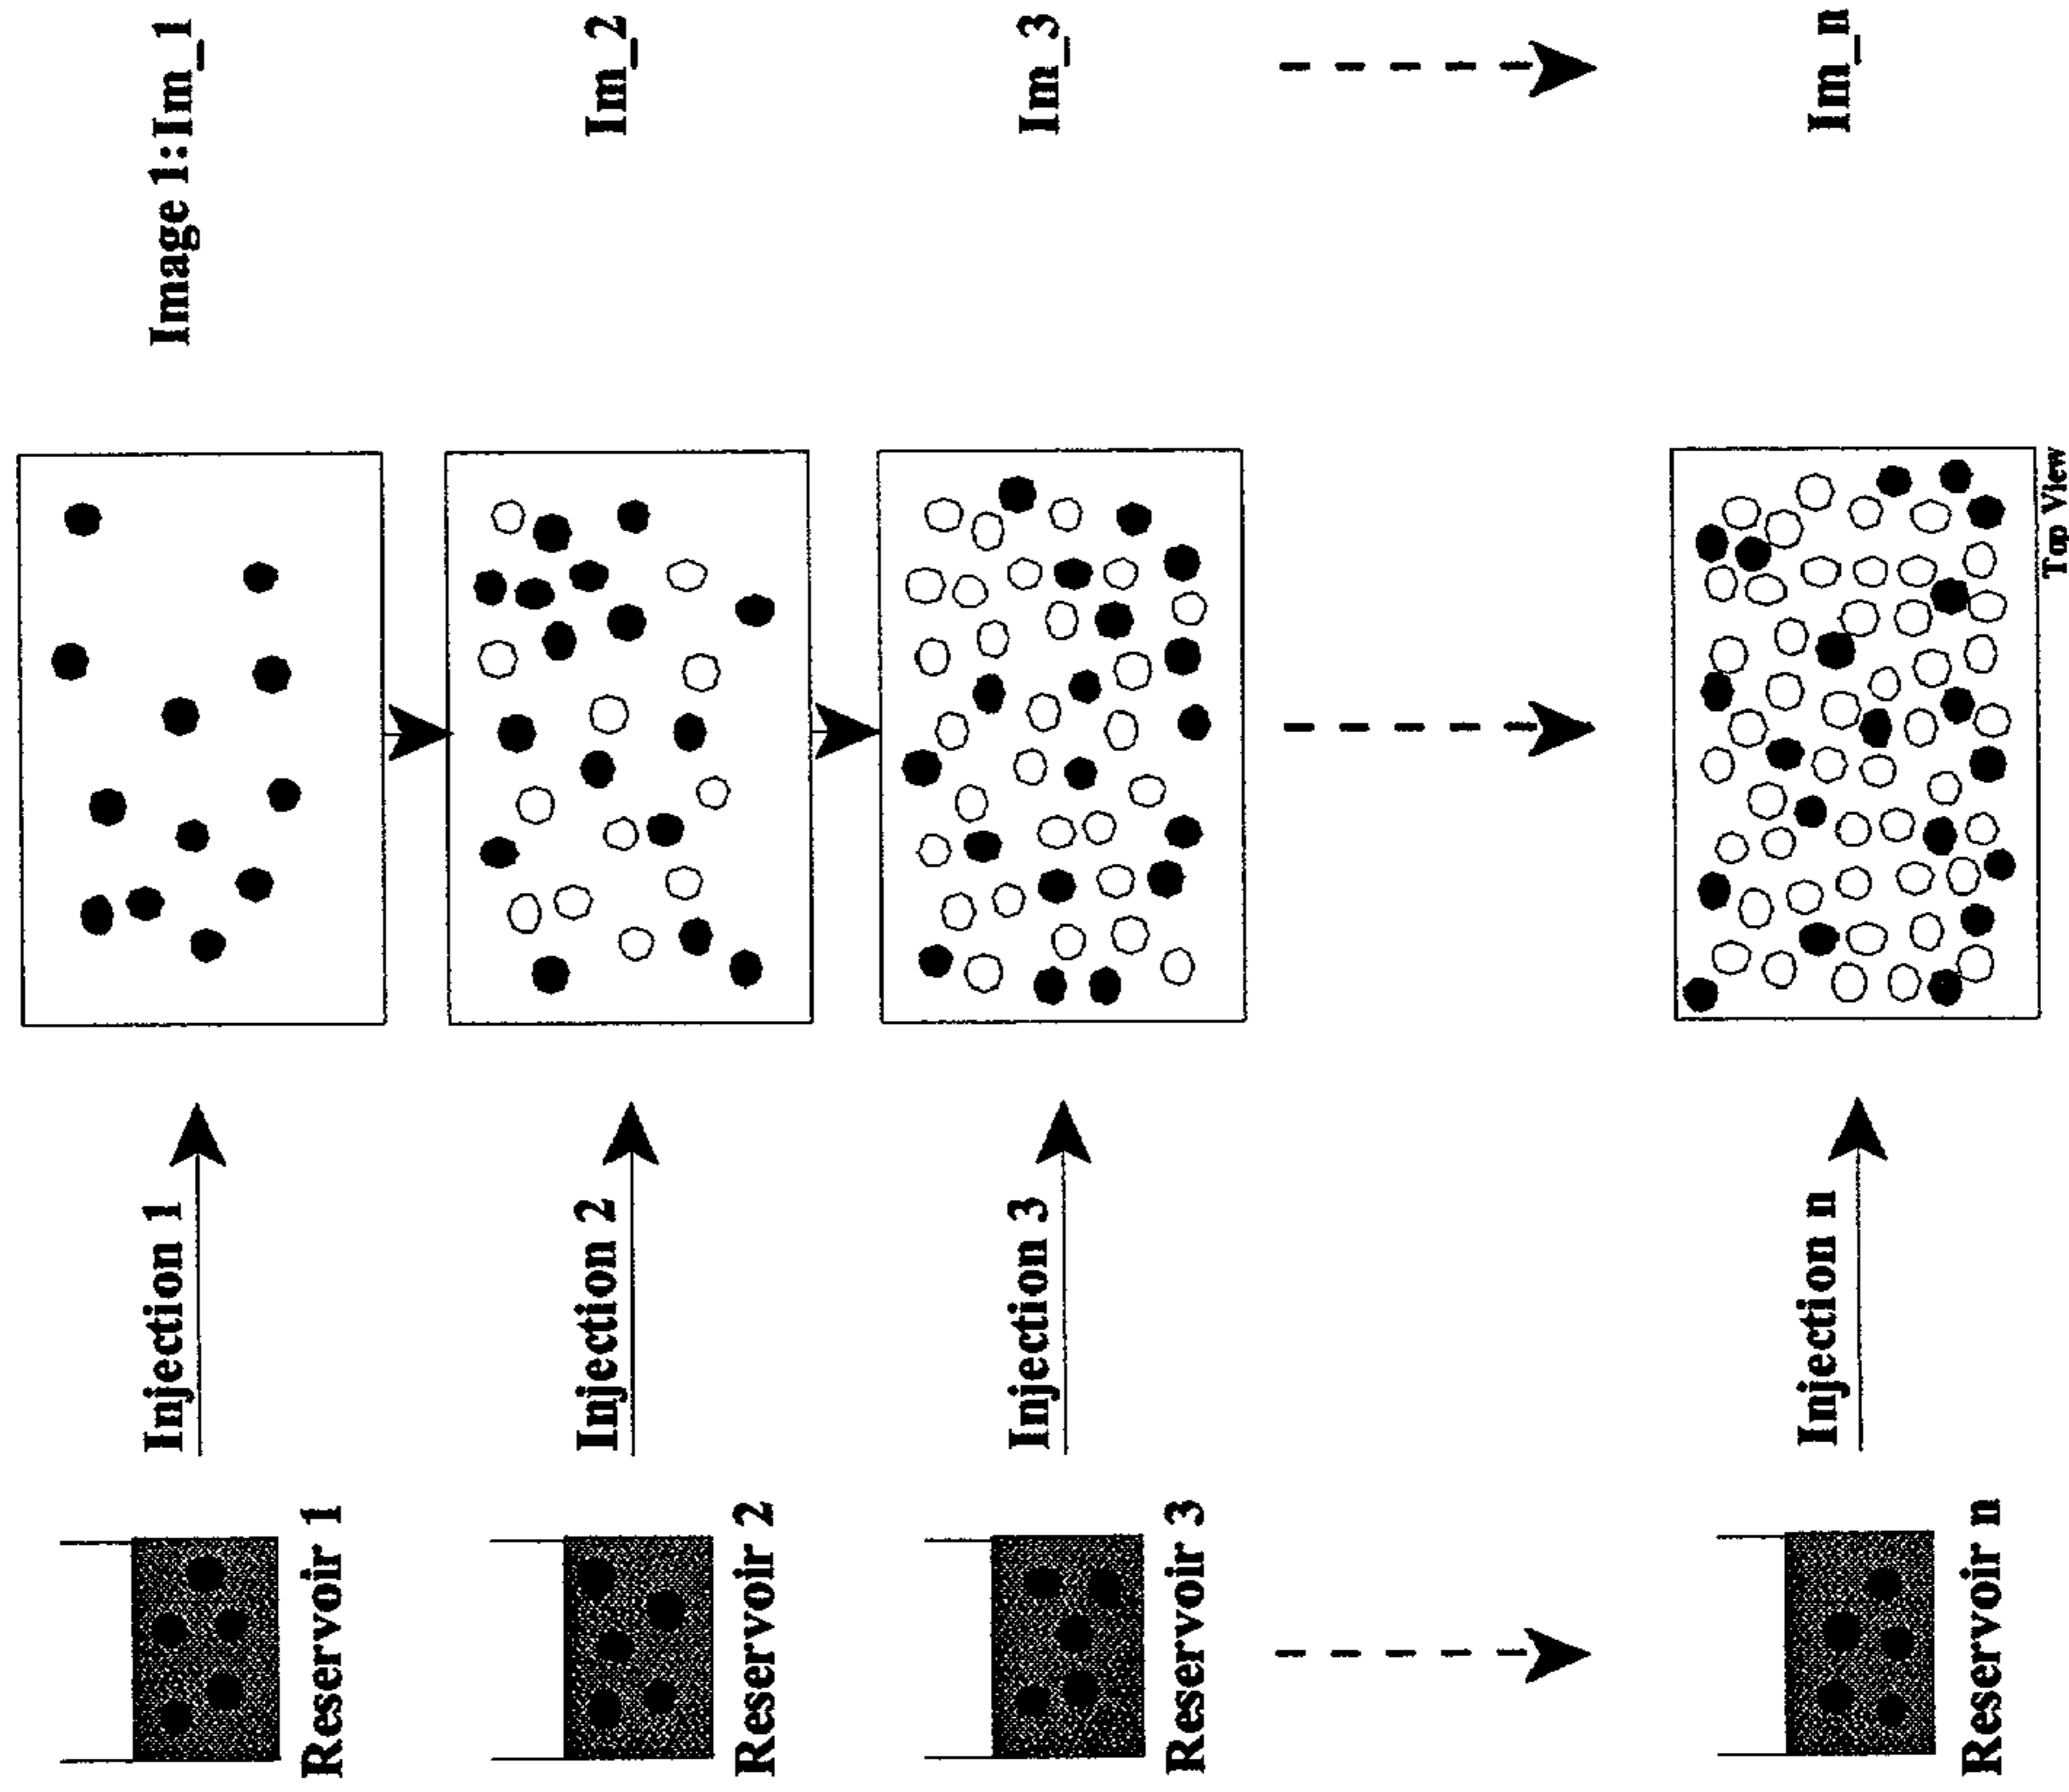 Reservoir 1
Injection 1
Image 1:Im_1
Reservoir 2
Injection 2
Im_2
Reservoir 3
Injection 3
Im_3
Reservoir n
Injection n
Top View
Im_n